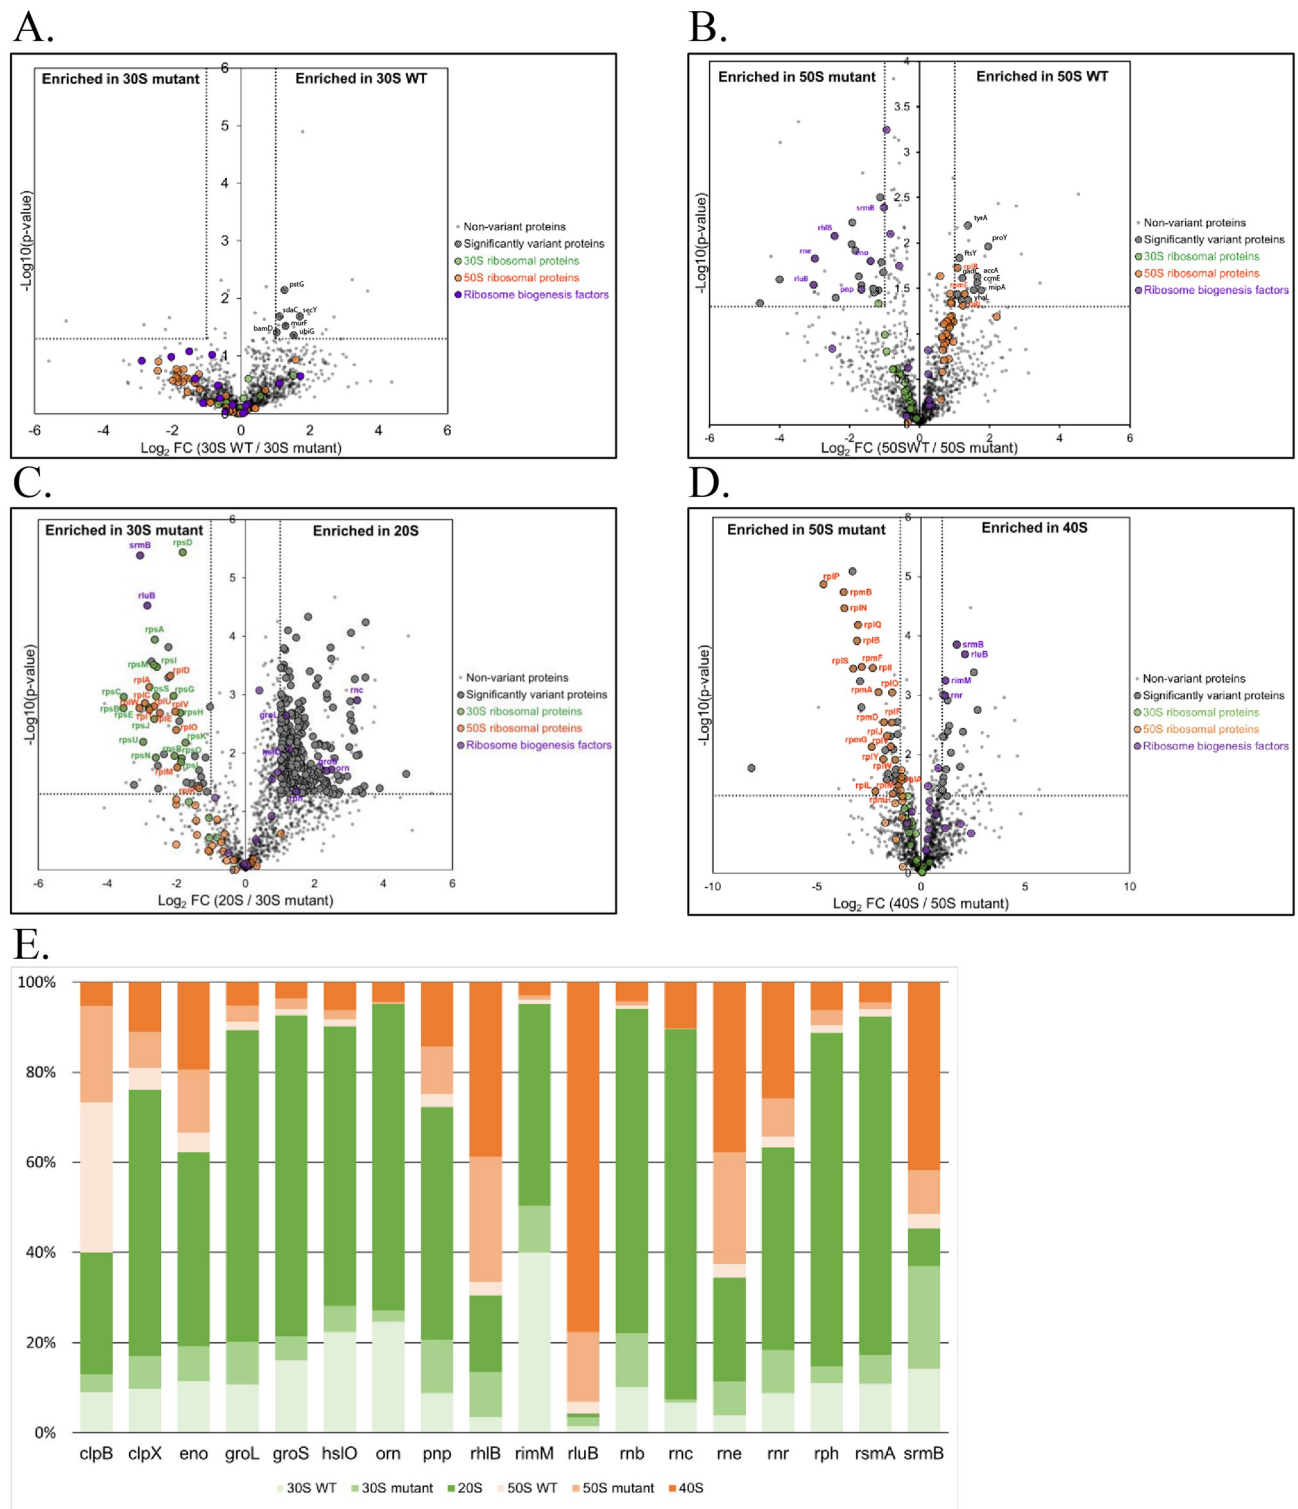 A.
Enriched in 30S mutant
Enriched in 30S WT
6
5
4
3
2
1
0
-6
-4
-2
0
2
4
6
-Log10(p-value)
Log2 FC (30S WT / 30S mutant)
pstG
sdaC
secY
murF
bamD
ubiG
Non-variant proteins
Significantly variant proteins
30S ribosomal proteins
50S ribosomal proteins
Ribosome biogenesis factors
B.
Enriched in 50S mutant
Enriched in 50S WT
4
3.5
3
2.5
2
1.5
1
-6
-4
-2
0
2
4
6
-Log10(p-value)
Log2 FC (50SWT / 50S mutant)
srmB
rhlB
rne
eno
rluB
pnp
tyrA
proY
ftsY
accA
ccmE
mipA
Non-variant proteins
Significantly variant proteins
30S ribosomal proteins
50S ribosomal proteins
Ribosome biogenesis factors
C.
Enriched in 30S mutant
Enriched in 20S
6
5
4
3
2
1
-6
-4
-2
0
2
4
6
-Log10(p-value)
Log2 FC (20S / 30S mutant)
srmB
rpsD
rluB
rpsA
rpsM
rpsI
rplD
rplA
rpsC
rplC
rpsS
rpsG
rpsB
rplW
rplU
rplV
rpsE
rpsH
rplE
rpsJ
rplO
rpsU
rpsK
rpsN
rpsO
rplM
rnc
groL
orn
rph
Non-variant proteins
Significantly variant proteins
30S ribosomal proteins
50S ribosomal proteins
Ribosome biogenesis factors
D.
Enriched in 50S mutant
Enriched in 40S
6
5
4
3
2
1
0
-10
-5
0
5
10
-Log10(p-value)
Log2 FC (40S / 50S mutant)
rplP
rpmB
rplN
rplQ
rplB
rplS
rpmF
rplI
rpmA
rplO
rpmD
rplJ
rpmG
rplY
rplW
rplL
srmB
rluB
rimM
rnr
Non-variant proteins
Significantly variant proteins
30S ribosomal proteins
50S ribosomal proteins
Ribosome biogenesis factors
E.
100%
80%
60%
40%
20%
0%
clpB clpX eno groL groS hslO orn pnp rhlB rimM rluB rnb rnc rne rnr rph rsmA srmB
30S WT 30S mutant 20S 50S WT 50S mutant 40S